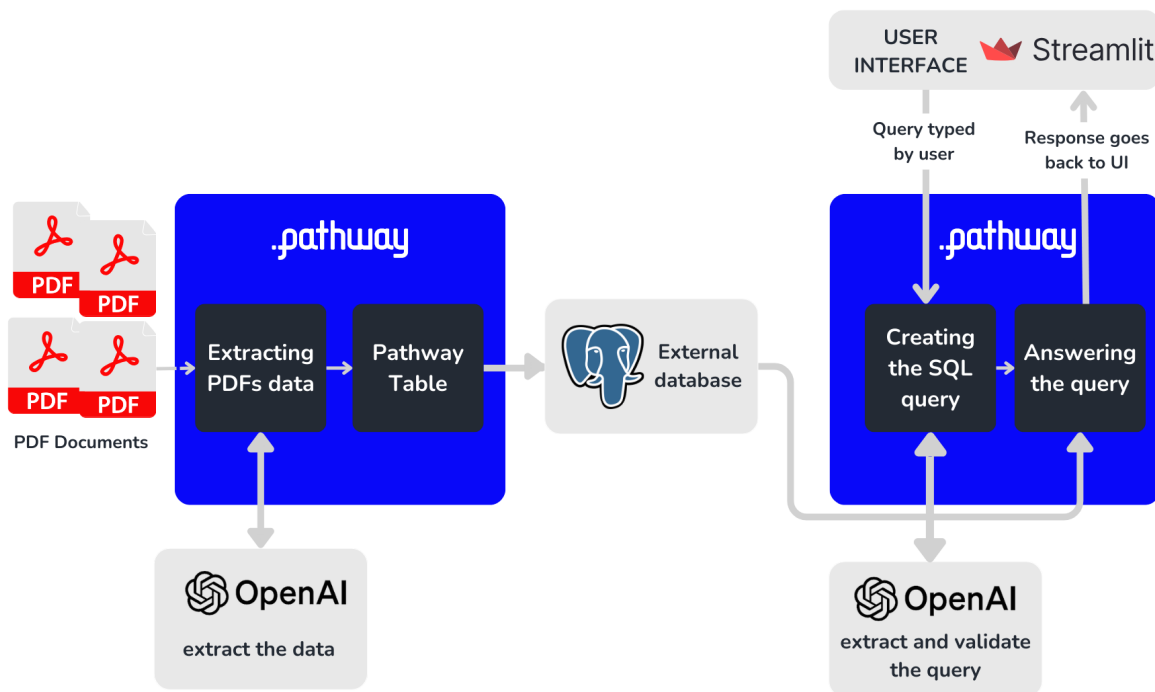 USER
INTERFACE
Streamlit
Query typed
by user
Response goes
back to UI
PDF
PDF
PDF
PDF
PDF Documents
..pathway
Extracting
PDFs data
Pathway
Table
OpenAI
extract the data
External
database
..pathway
Creating
the SQL
query
Answering
the query
OpenAI
extract and validate
the query